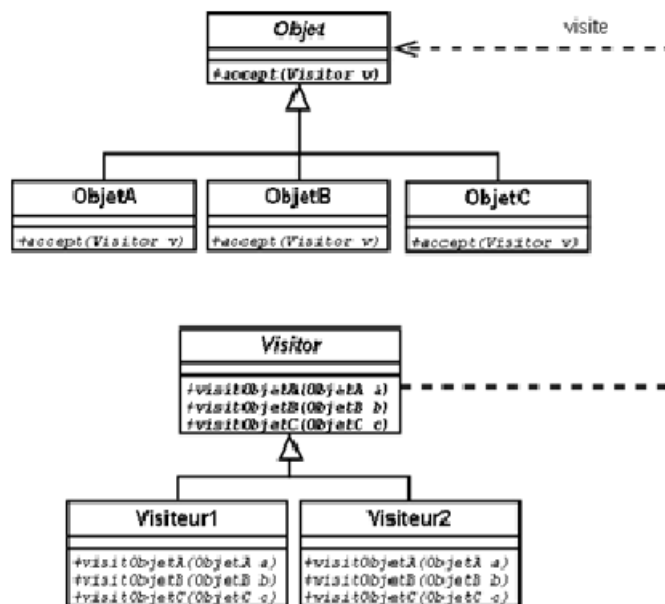 Objet
visite
+accept(Visitor v)
ObjetA
ObjetB
ObjetC
+accept(Visitor v)
+accept(Visitor v)
+accept(Visitor v)
Visitor
+visitObjetA(ObjetA a)
+visitObjetB(ObjetB b)
+visitObjetC(ObjetC c)
Visiteur1
+visitObjetA(ObjetA a)
+visitObjetB(ObjetB b)
+visitObjetC(ObjetC c)
Visiteur2
+visitObjetA(ObjetA a)
+visitObjetB(ObjetB b)
+visitObjetC(ObjetC c)